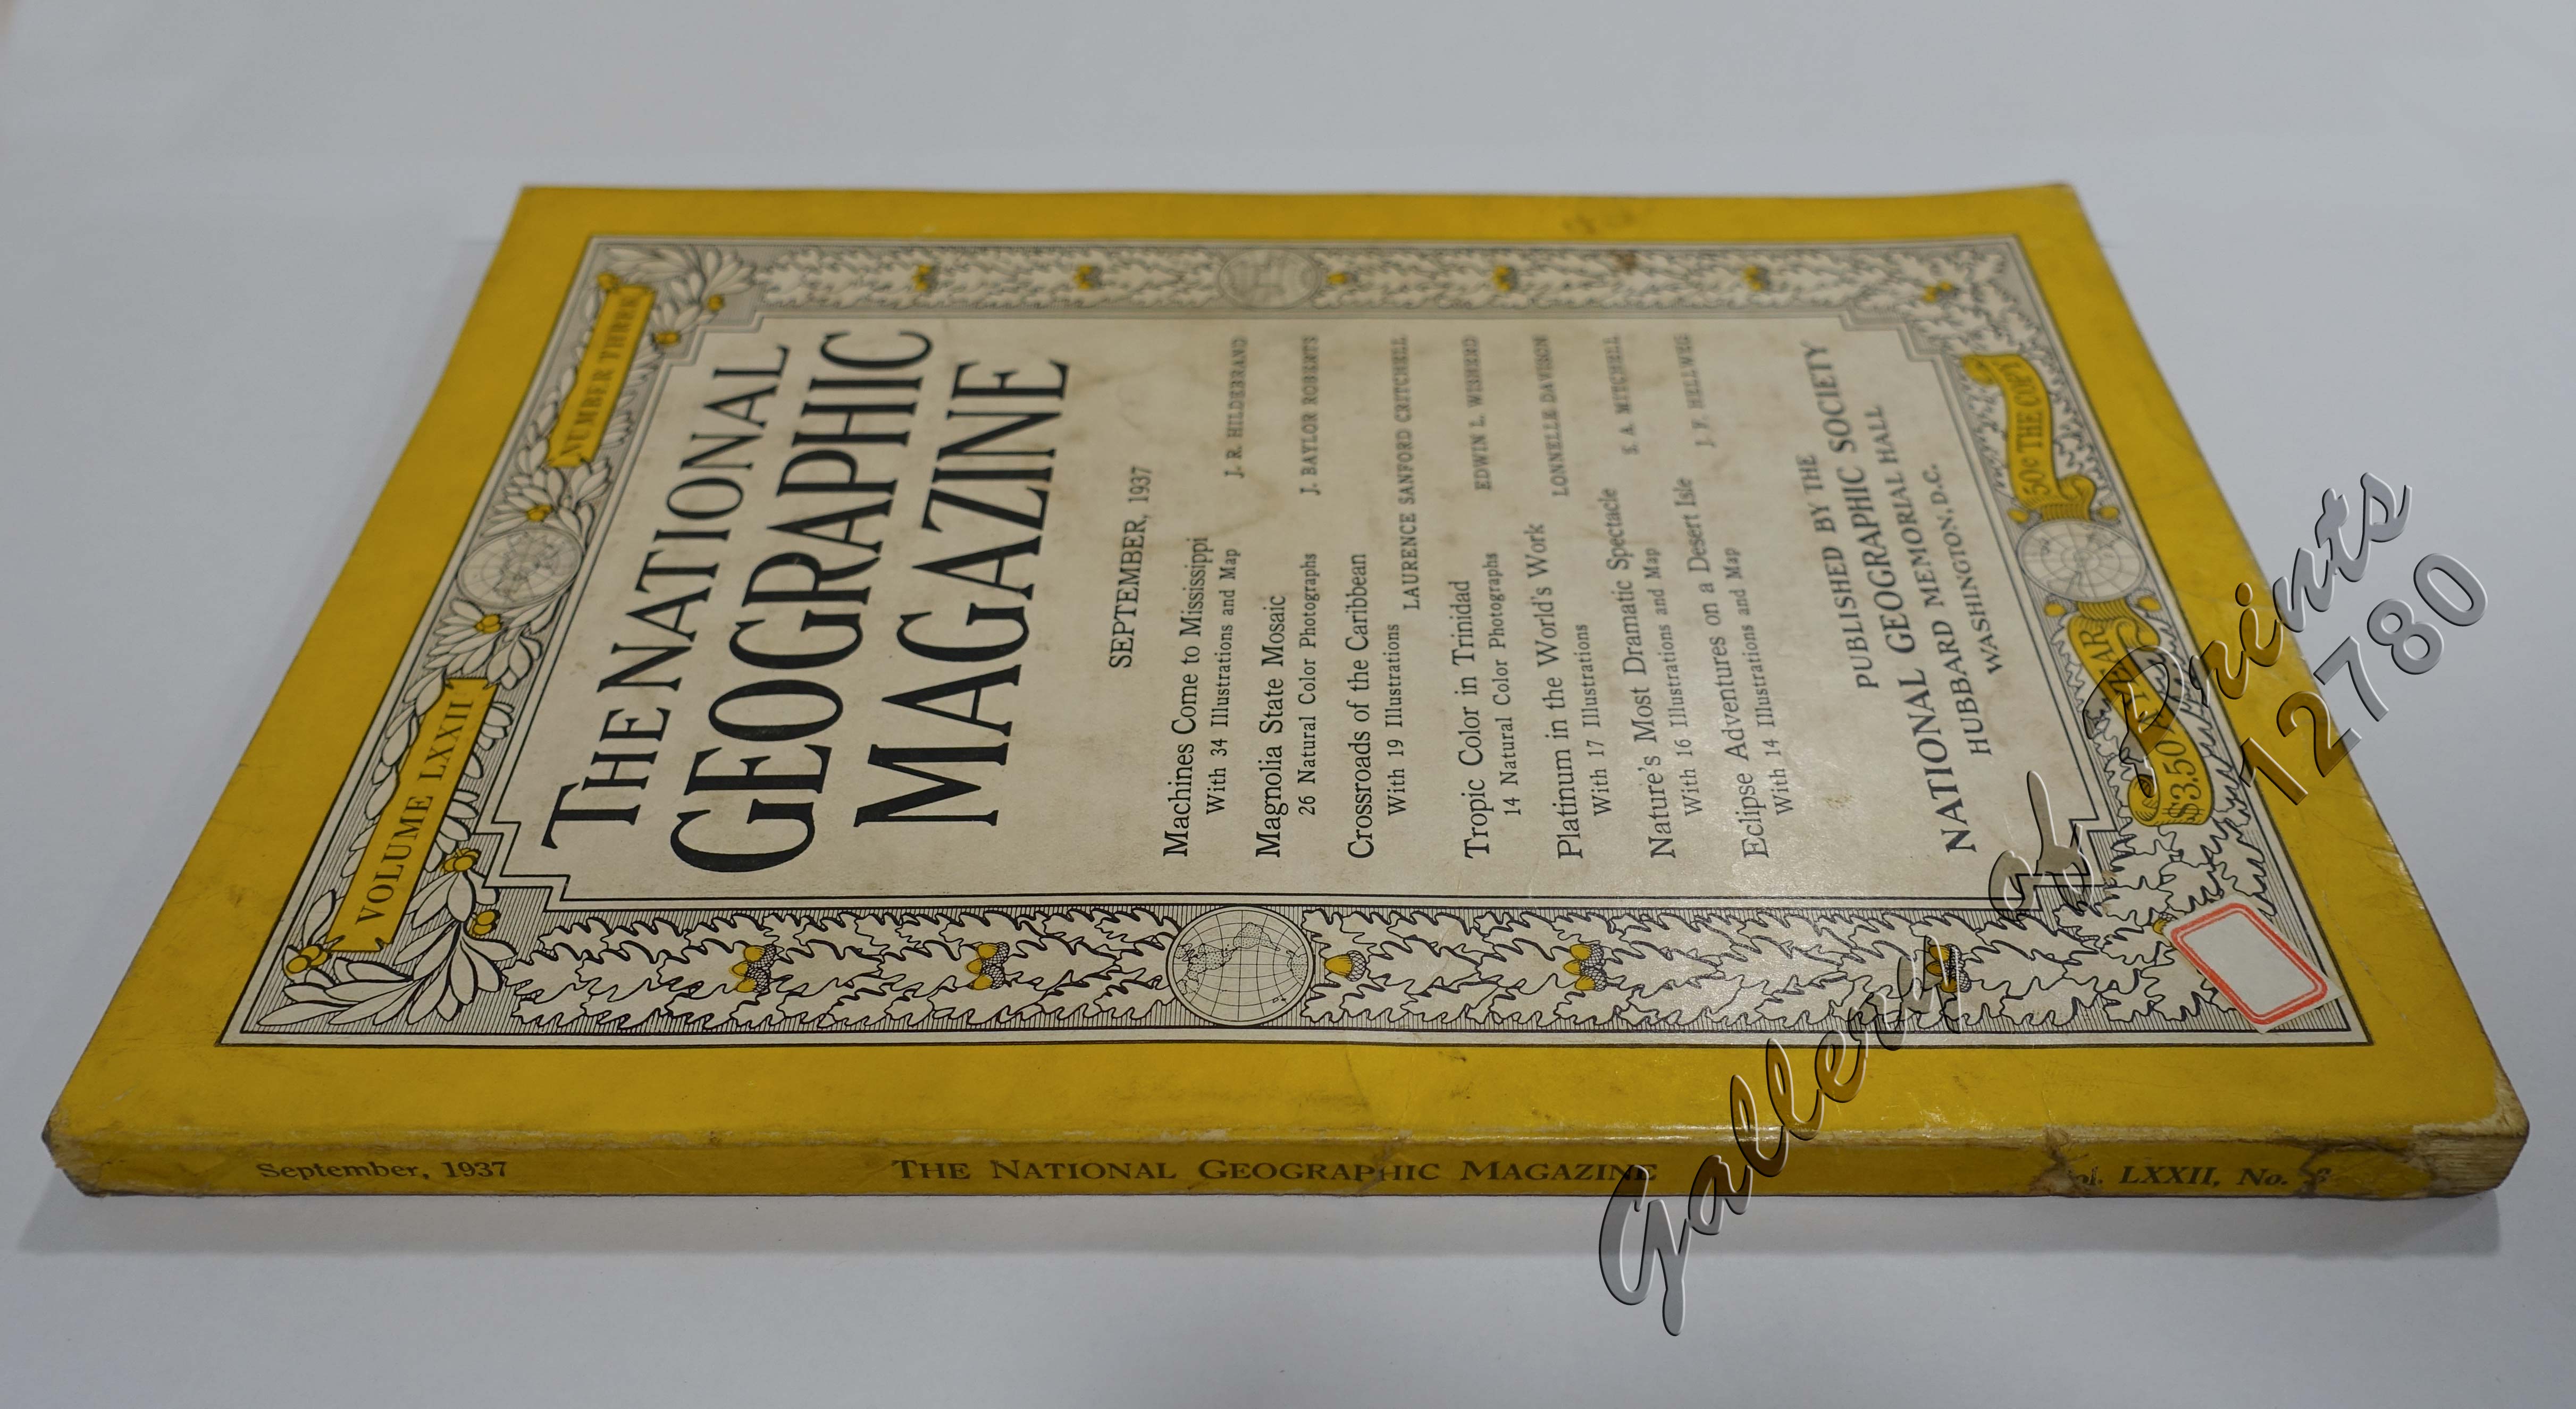 VOLUME LXXII
NUMBER THREE
THE NATIONAL
GEOGRAPHIC
MAGAZINE
SEPTEMBER, 1937
Machines Come to Mississippi
With 34 Illustrations and Map J. R. HILDEBRAND
Magnolia State Mosaic
26 Natural Color Photographs J. BAYLOR ROBERTS
Crossroads of the Caribbean
With 19 Illustrations LAURENCE SANFORD CRITCHELL
Tropic Color in Trinidad
14 Natural Color Photographs EDWIN L. WISHERD
Platinum in the World's Work
With 17 Illustrations LONNELLE DAVISON
Nature's Most Dramatic Spectacle
With 16 Illustrations and Map S. A. MITCHELL
Eclipse Adventures on a Desert Isle
With 14 Illustrations and Map J. F. HELLWEG
PUBLISHED BY THE
NATIONAL GEOGRAPHIC SOCIETY
HUBBARD MEMORIAL HALL
WASHINGTON, D.C.
$3.50 A YEAR
50¢ THE COPY
September, 1937 THE NATIONAL GEOGRAPHIC MAGAZINE LXXII, No.
Gallery 95 Prints
12780